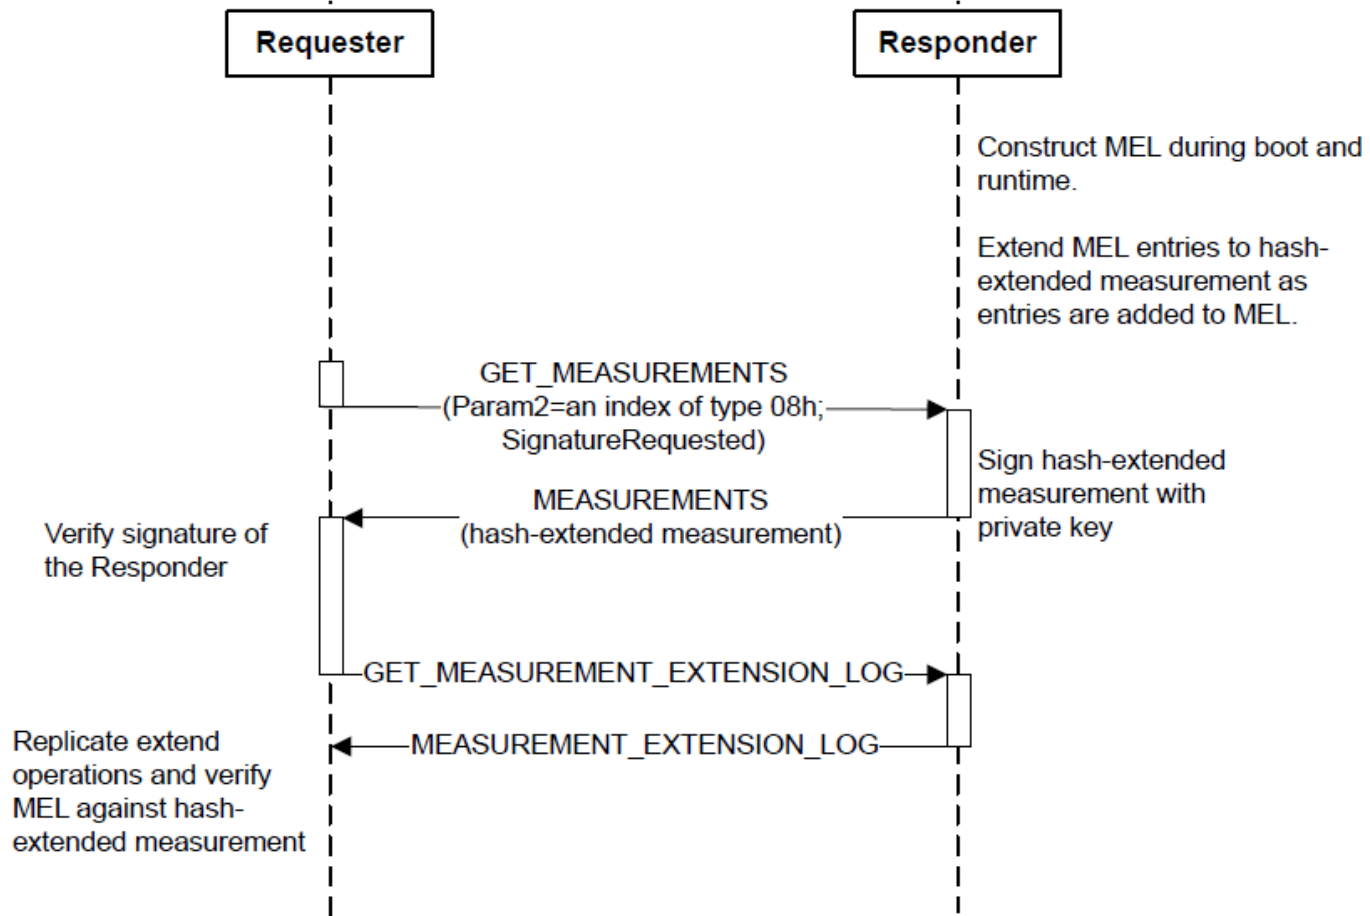 Requester
Responder
Construct MEL during boot and
runtime.
Extend MEL entries to hash-
extended measurement as
entries are added to MEL.
GET_MEASUREMENTS
(Param2=an index of type 08h;
SignatureRequested)
Sign hash-extended
measurement with
private key
MEASUREMENTS
(hash-extended measurement)
Verify signature of
the Responder
GET_MEASUREMENT_EXTENSION_LOG
MEASUREMENT_EXTENSION_LOG
Replicate extend
operations and verify
MEL against hash-
extended measurement